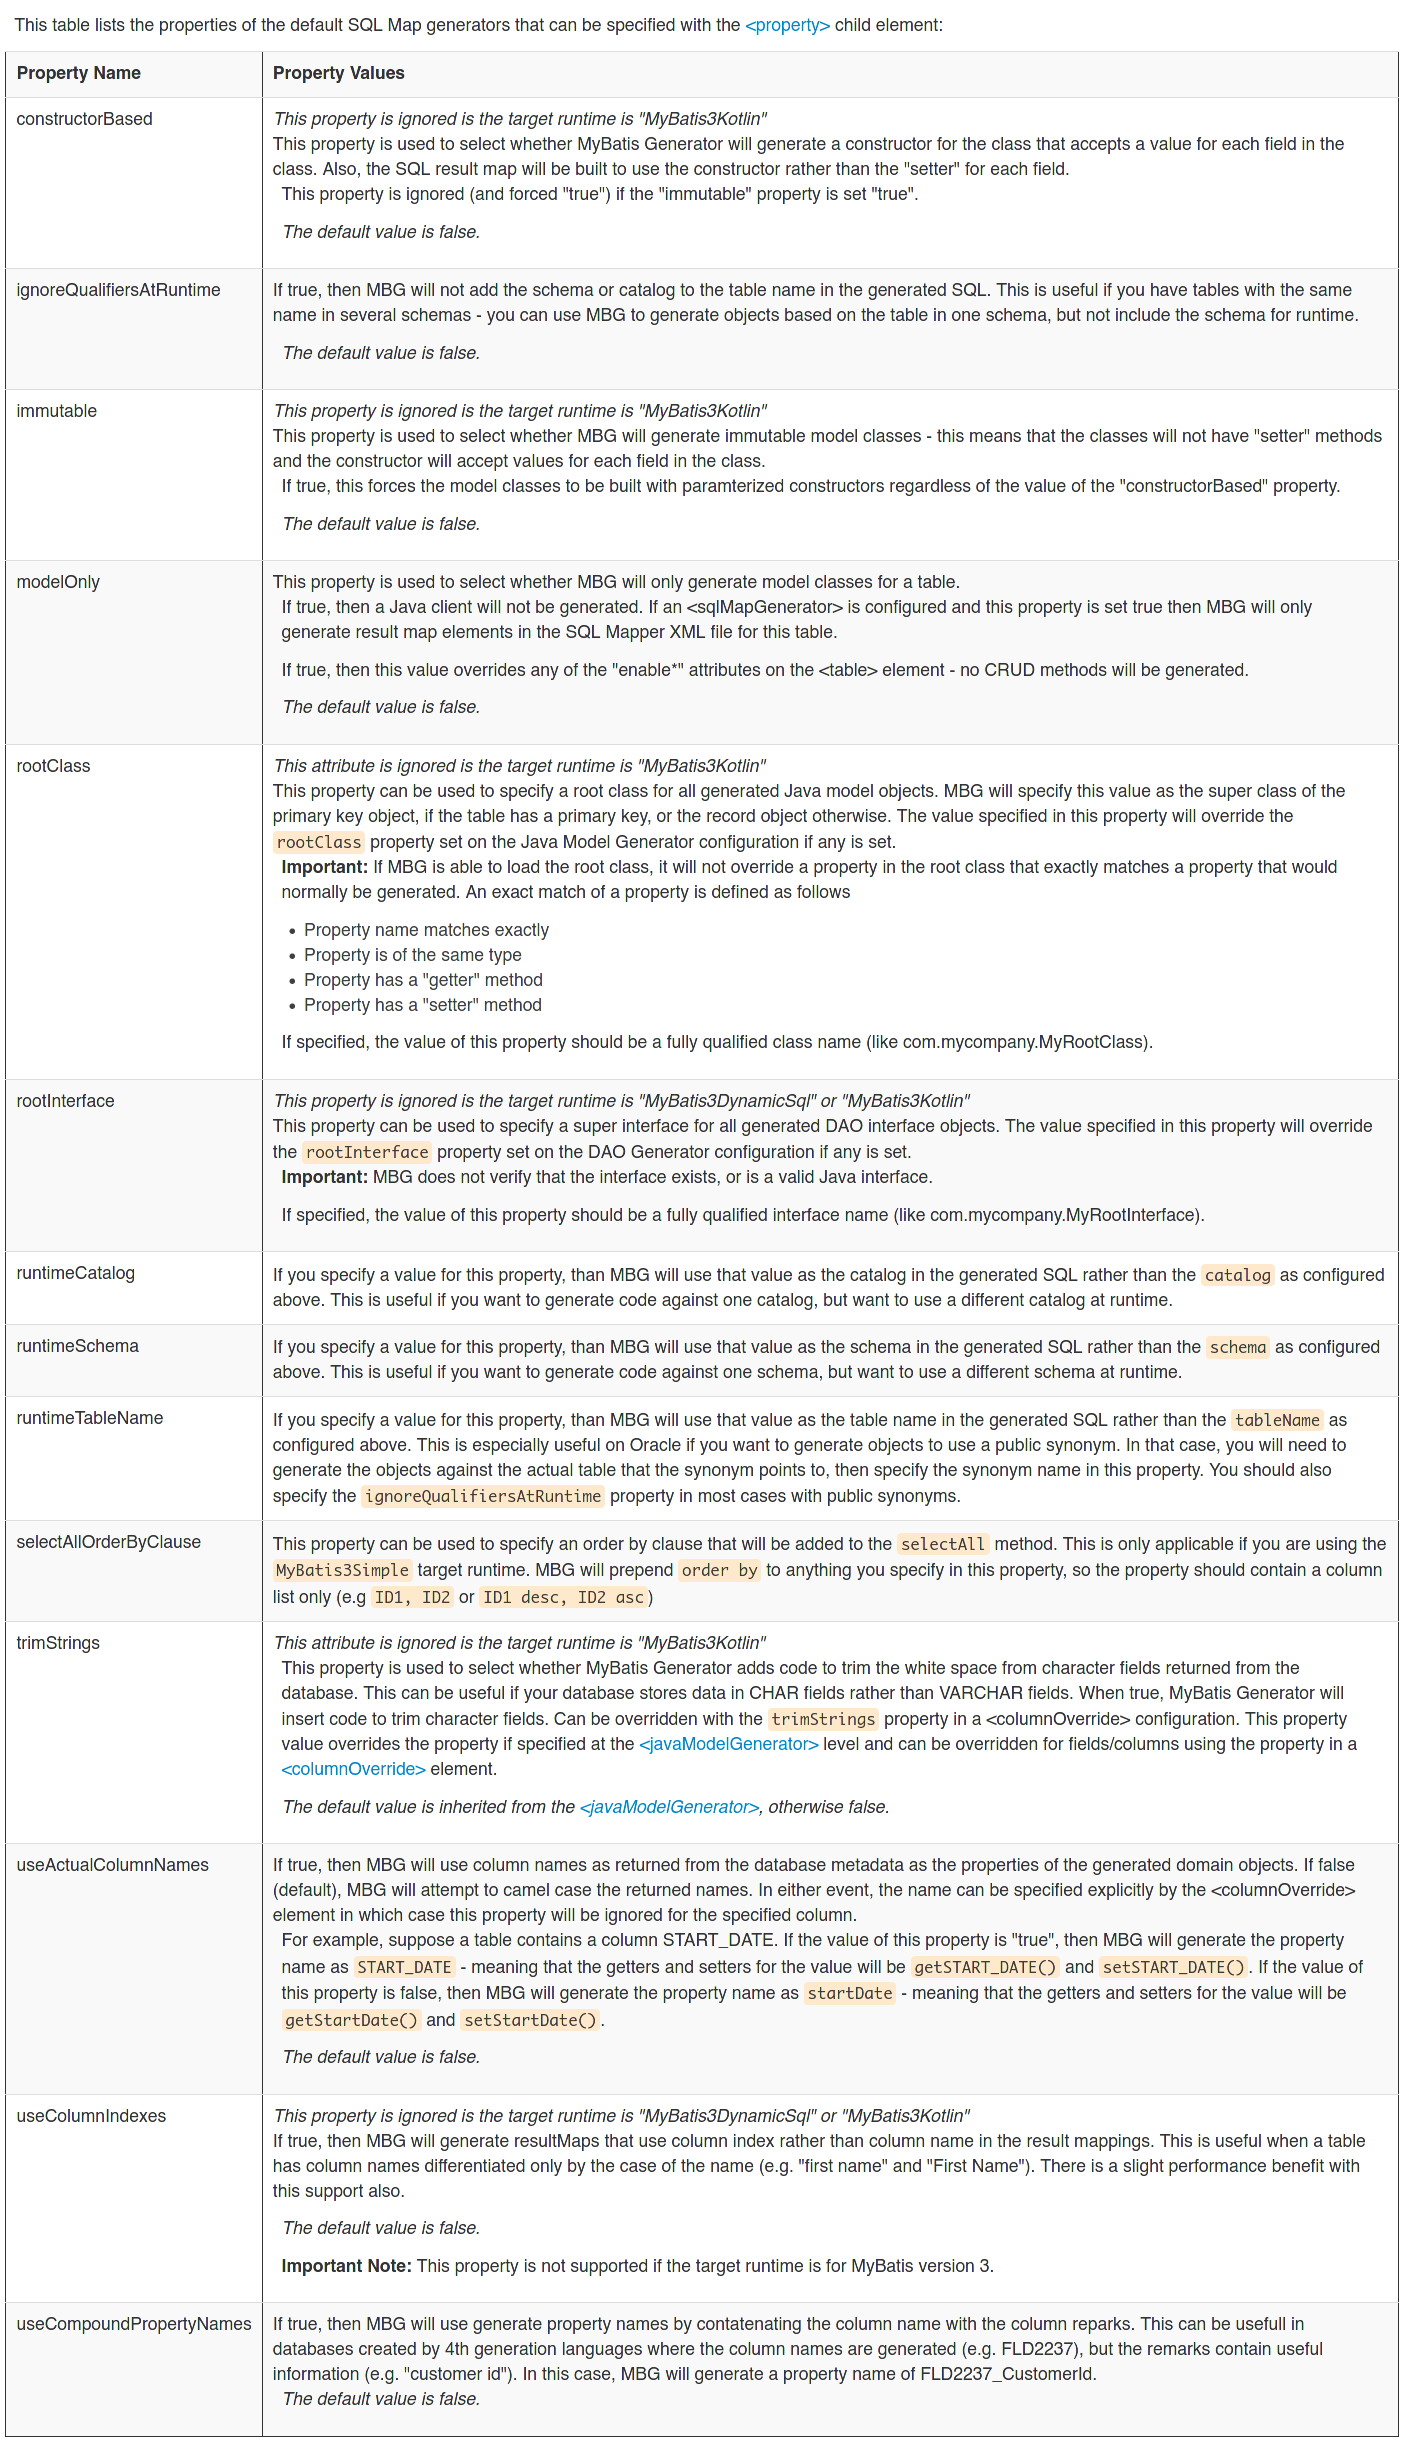 This table lists the properties of the default SQL Map generators that can be specified with the <property> child element:
Property Name
Property Values
constructorBased
This property is ignored is the target runtime is "MyBatis3Kotlin"
This property is used to select whether MyBatis Generator will generate a constructor for the class that accepts a value for each field in the
class. Also, the SQL result map will be built to use the constructor rather than the "setter" for each field.
This property is ignored (and forced "true") if the "immutable" property is set "true".
The default value is false.
ignoreQualifiersAtRuntime
If true, then MBG will not add the schema or catalog to the table name in the generated SQL. This is useful if you have tables with the same
name in several schemas - you can use MBG to generate objects based on the table in one schema, but not include the schema for runtime.
The default value is false.
immutable
This property is ignored is the target runtime is "MyBatis3Kotlin"
This property is used to select whether MBG will generate immutable model classes - this means that the classes will not have "setter" methods
and the constructor will accept values for each field in the class.
If true, this forces the model classes to be built with paramterized constructors regardless of the value of the "constructorBased" property.
The default value is false.
modelOnly
This property is used to select whether MBG will only generate model classes for a table.
If true, then a Java client will not be generated. If an <sqlMapGenerator> is configured and this property is set true then MBG will only
generate result map elements in the SQL Mapper XML file for this table.
If true, then this value overrides any of the "enable*" attributes on the <table> element - no CRUD methods will be generated.
The default value is false.
rootClass
This attribute is ignored is the target runtime is "MyBatis3Kotlin"
This property can be used to specify a root class for all generated Java model objects. MBG will specify this value as the super class of the
primary key object, if the table has a primary key, or the record object otherwise. The value specified in this property will override the
rootClass property set on the Java Model Generator configuration if any is set.
Important: If MBG is able to load the root class, it will not override a property in the root class that exactly matches a property that would
normally be generated. An exact match of a property is defined as follows
• Property name matches exactly
• Property is of the same type
• Property has a "getter" method
• Property has a "setter" method
If specified, the value of this property should be a fully qualified class name (like com.mycompany.MyRootClass).
rootInterface
This property is ignored is the target runtime is "MyBatis3DynamicSql" or "MyBatis3Kotlin"
This property can be used to specify a super interface for all generated DAO interface objects. The value specified in this property will override
the rootInterface property set on the DAO Generator configuration if any is set.
Important: MBG does not verify that the interface exists, or is a valid Java interface.
If specified, the value of this property should be a fully qualified interface name (like com.mycompany.MyRootInterface).
runtimeCatalog
If you specify a value for this property, than MBG will use that value as the catalog in the generated SQL rather than the catalog as configured
above. This is useful if you want to generate code against one catalog, but want to use a different catalog at runtime.
runtimeSchema
If you specify a value for this property, than MBG will use that value as the schema in the generated SQL rather than the schema as configured
above. This is useful if you want to generate code against one schema, but want to use a different schema at runtime.
runtimeTableName
If you specify a value for this property, than MBG will use that value as the table name in the generated SQL rather than the tableName as
configured above. This is especially useful on Oracle if you want to generate objects to use a public synonym. In that case, you will need to
generate the objects against the actual table that the synonym points to, then specify the synonym name in this property. You should also
specify the ignoreQualifiersAtRuntime property in most cases with public synonyms.
selectAllOrderByClause
This property can be used to specify an order by clause that will be added to the selectAll method. This is only applicable if you are using the
MyBatis3Simple target runtime. MBG will prepend order by to anything you specify in this property, so the property should contain a column
list only (e.g ID1, ID2 or ID1 desc, ID2 asc)
trimStrings
This attribute is ignored is the target runtime is "MyBatis3Kotlin"
This property is used to select whether MyBatis Generator adds code to trim the white space from character fields returned from the
database. This can be useful if your database stores data in CHAR fields rather than VARCHAR fields. When true, MyBatis Generator will
insert code to trim character fields. Can be overridden with the trimStrings property in a <columnOverride> configuration. This property
value overrides the property if specified at the <javaModelGenerator> level and can be overridden for fields/columns using the property in a
<columnOverride> element.
The default value is inherited from the <javaModelGenerator>, otherwise false.
useActualColumnNames
If true, then MBG will use column names as returned from the database metadata as the properties of the generated domain objects. If false
(default), MBG will attempt to camel case the returned names. In either event, the name can be specified explicitly by the <columnOverride>
element in which case this property will be ignored for the specified column.
For example, suppose a table contains a column START_DATE. If the value of this property is "true", then MBG will generate the property
name as START_DATE - meaning that the getters and setters for the value will be getSTART_DATE() and setSTART_DATE(). If the value of
this property is false, then MBG will generate the property name as startDate - meaning that the getters and setters for the value will be
getStartDate() and setStartDate().
The default value is false.
useColumnIndexes
This property is ignored is the target runtime is "MyBatis3DynamicSql" or "MyBatis3Kotlin"
If true, then MBG will generate resultMaps that use column index rather than column name in the result mappings. This is useful when a table
has column names differentiated only by the case of the name (e.g. "first name" and "First Name"). There is a slight performance benefit with
this support also.
The default value is false.
Important Note: This property is not supported if the target runtime is for MyBatis version 3.
useCompoundPropertyNames
If true, then MBG will use generate property names by contatenating the column name with the column reparks. This can be usefull in
databases created by 4th generation languages where the column names are generated (e.g. FLD2237), but the remarks contain useful
information (e.g. "customer id"). In this case, MBG will generate a property name of FLD2237_CustomerId.
The default value is false.